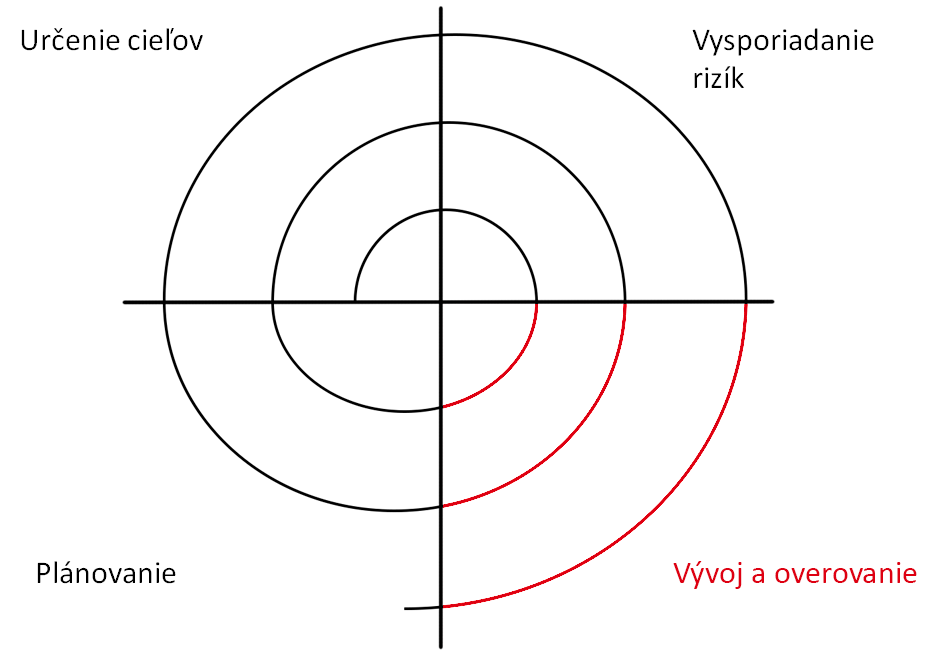 Určenie cieľov
Vysporiadanie
rizík
Plánovanie
Vývoj a overovanie